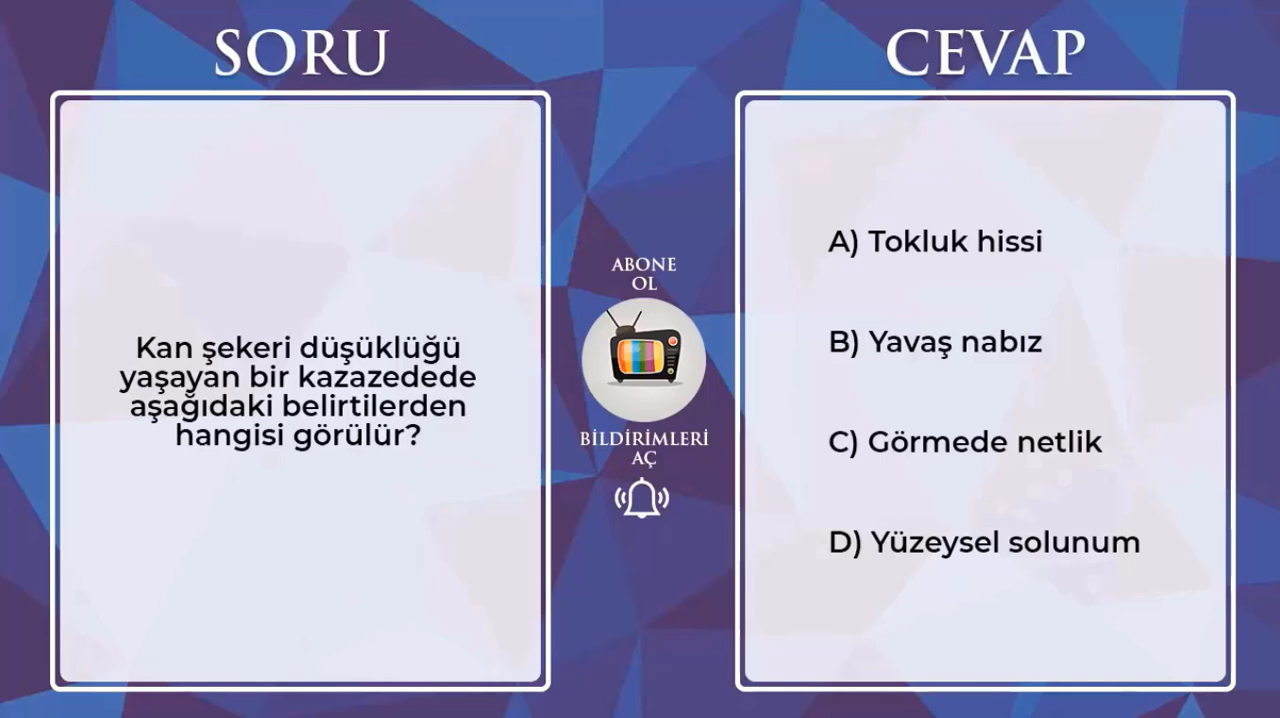 SORU
Kan şekeri düşüklüğü
yaşayan bir kazazedede
aşağıdaki belirtilerden
hangisi görülür?
ABONE
OL
BİLDİRİMLERİ
AÇ
CEVAP
A) Tokluk hissi
B) Yavaş nabız
C) Görmede netlik
D) Yüzeysel solunum